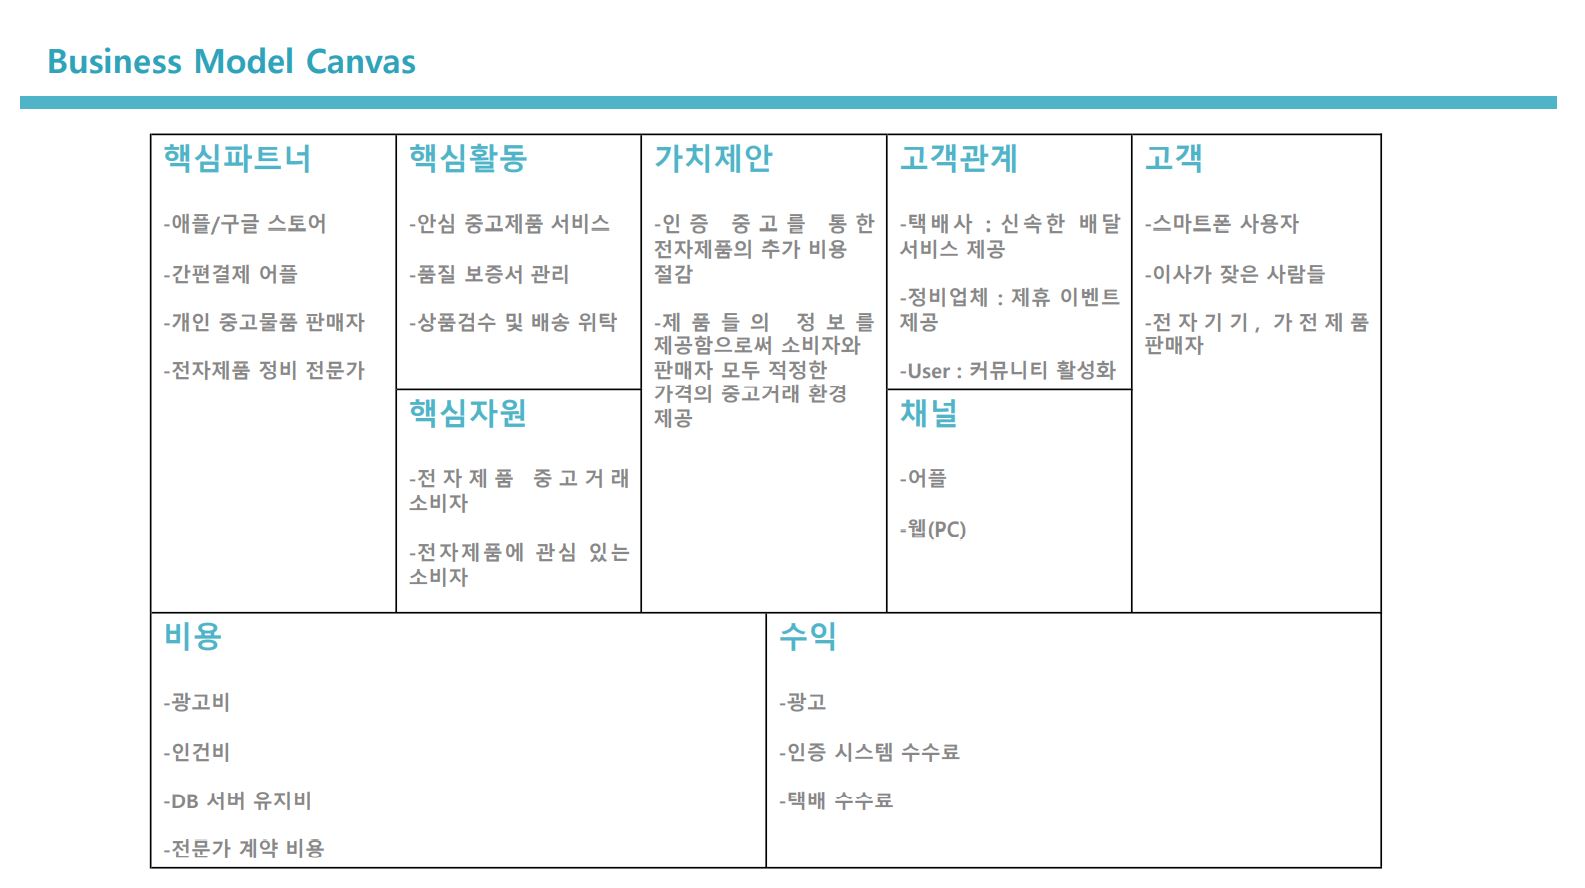 Business Model Canvas
핵심파트너
-애플/구글 스토어
-간편결제 어플
-개인 중고물품 판매자
-전자제품 정비 전문가
핵심활동
-안심 중고제품 서비스
-품질 보증서 관리
-상품검수 및 배송 위탁
핵심자원
-전자제품 중고거래
소비자
-전자제품에 관심 있는
소비자
가치제안
-인증 중고를 통한
전자제품의 추가 비용
절감
-제품들의 정보를
제공함으로써 소비자와
판매자 모두 적정한
가격의 중고거래 환경
제공
고객관계
-택배사 : 신속한 배달
서비스 제공
-정비업체 : 제휴 이벤트
제공
-User : 커뮤니티 활성화
채널
-어플
-웹(PC)
고객
-스마트폰 사용자
-이사가 잦은 사람들
-전자기기, 가전제품
판매자
비용
-광고비
-인건비
-DB 서버 유지비
-전문가 계약 비용
수익
-광고
-인증 시스템 수수료
-택배 수수료